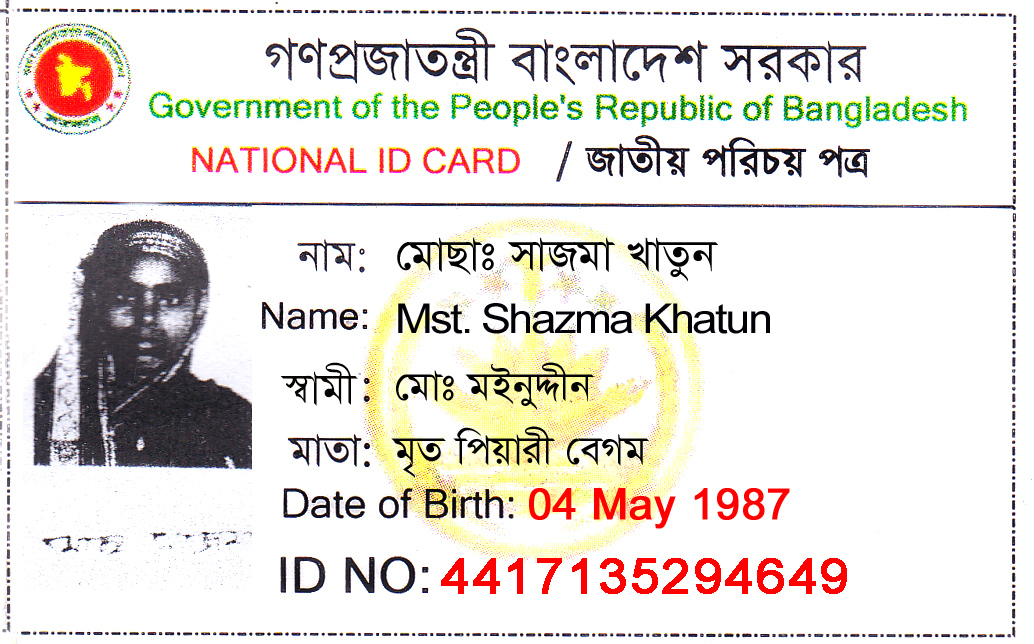 গণপ্রজাতন্ত্রী বাংলাদেশ সরকার
Government of the People's Republic of Bangladesh
NATIONAL ID CARD / জাতীয় পরিচয় পত্র
নাম: মোছাঃ সাজমা খাতুন
Name: Mst. Shazma Khatun
স্বামী: মোঃ মইনুদ্দীন
মাতা: মৃত পিয়ারী বেগম
Date of Birth: 04 May 1987
ID NO: 4417135294649